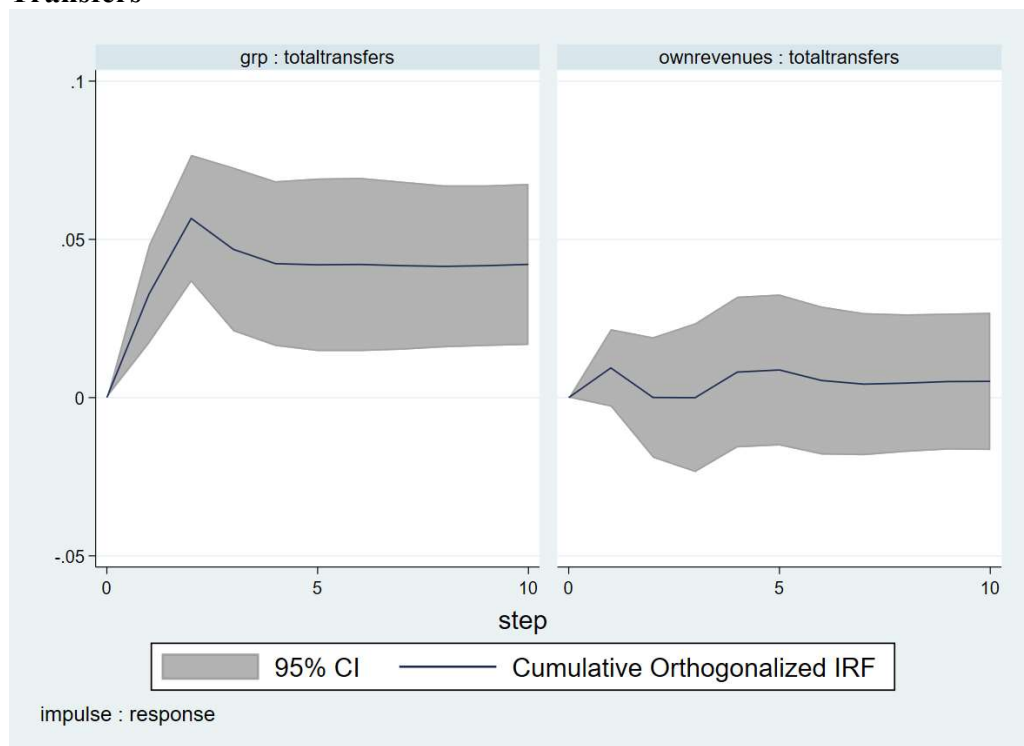 Transfers
grp : totaltransfers
ownrevenues : totaltransfers
.1
.05
0
-.05
0 5 10
0 5 10
step
95% CI
Cumulative Orthogonalized IRF
impulse : response